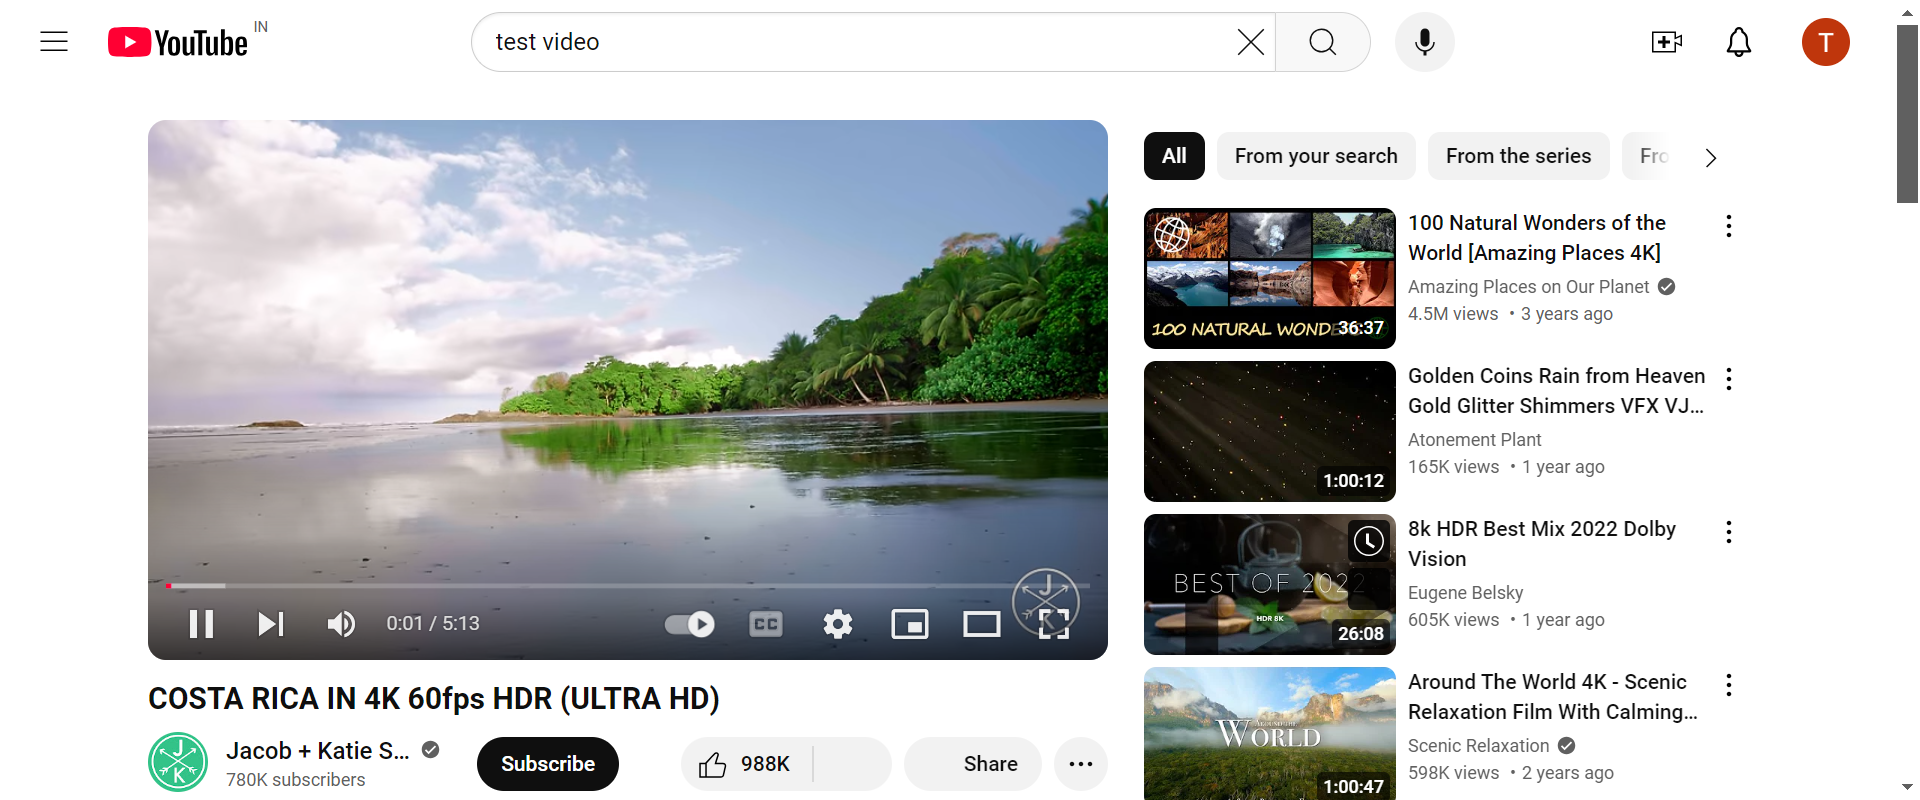 YouTube IN
test video
T
All
From your search
From the series
Fro
100 NATURAL WOND
36:37
100 Natural Wonders of the
World [Amazing Places 4K]
Amazing Places on Our Planet
4.5M views • 3 years ago
1:00:12
Golden Coins Rain from Heaven
Gold Glitter Shimmers VFX VJ...
Atonement Plant
165K views • 1 year ago
BEST OF 2022
HDR 8K
26:08
8k HDR Best Mix 2022 Dolby
Vision
Eugene Belsky
605K views • 1 year ago
AROUND THE
WORLD
1:00:47
Around The World 4K - Scenic
Relaxation Film With Calming...
Scenic Relaxation
598K views • 2 years ago
J
K
0:01 / 5:13
CC
COSTA RICA IN 4K 60fps HDR (ULTRA HD)
J
K
Jacob + Katie S...
780K subscribers
Subscribe
988K
Share